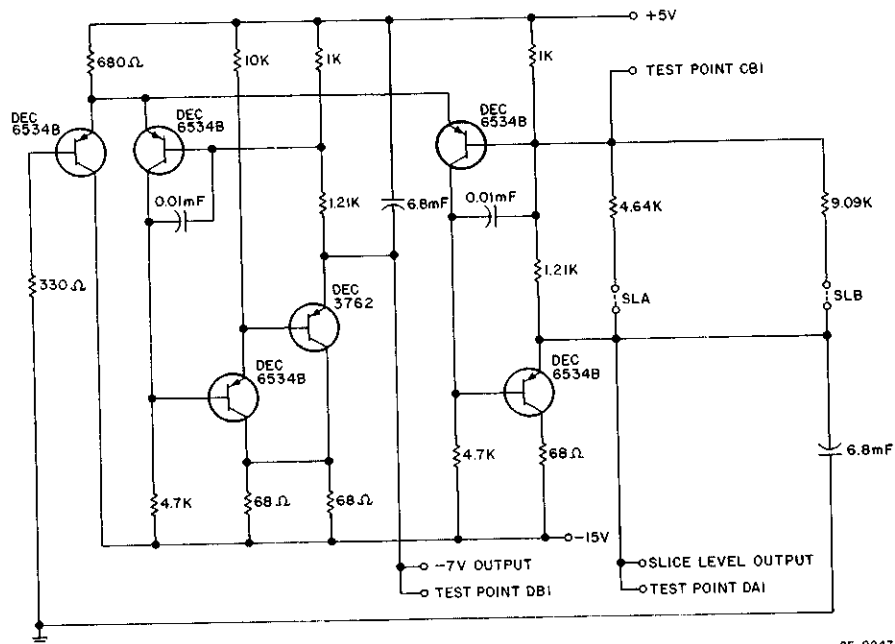 +5V
680Ω
10K
1K
1K
TEST POINT CB1
DEC
6534B
DEC
6534B
DEC
6534B
0.01mF
1.21K
6.8mF
0.01mF
4.64K
9.09K
330Ω
1.21K
DEC
3762
SLA
SLB
DEC
6534B
DEC
6534B
4.7K
68Ω
68Ω
4.7K
68Ω
6.8mF
-15V
-7V OUTPUT
SLICE LEVEL OUTPUT
TEST POINT DB1
TEST POINT DA1